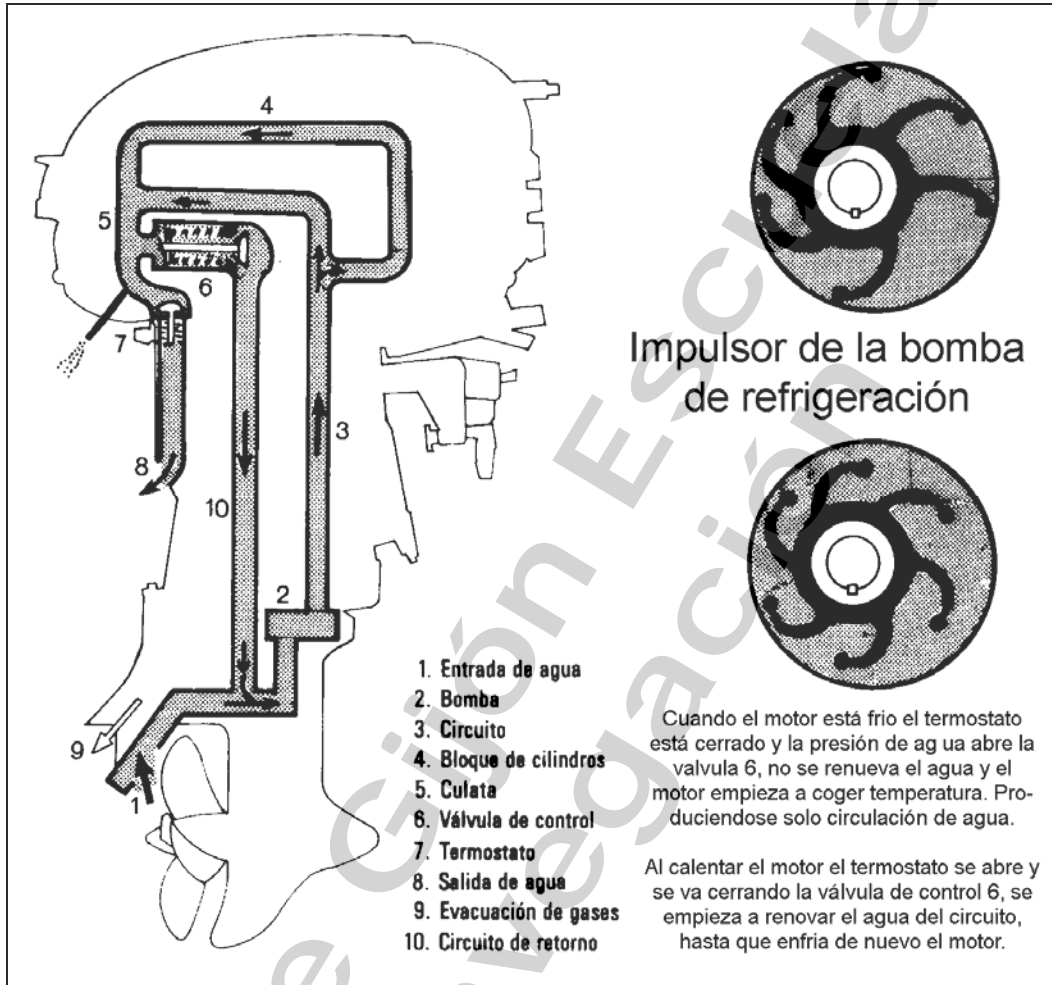 4
5
6
7
3
8
10
2
9
1
Impulsor de la bomba
de refrigeración
1. Entrada de agua
2. Bomba
3. Circuito
4. Bloque de cilindros
5. Culata
6. Válvula de control
7. Termostato
8. Salida de agua
9. Evacuación de gases
10. Circuito de retorno
Cuando el motor está frio el termostato
está cerrado y la presión de ag ua abre la
valvula 6, no se renueva el agua y el
motor empieza a coger temperatura. Pro-
duciendose solo circulación de agua.
Al calentar el motor el termostato se abre y
se va cerrando la válvula de control 6, se
empieza a renovar el agua del circuito,
hasta que enfria de nuevo el motor.
Gijón Escuela
vegación